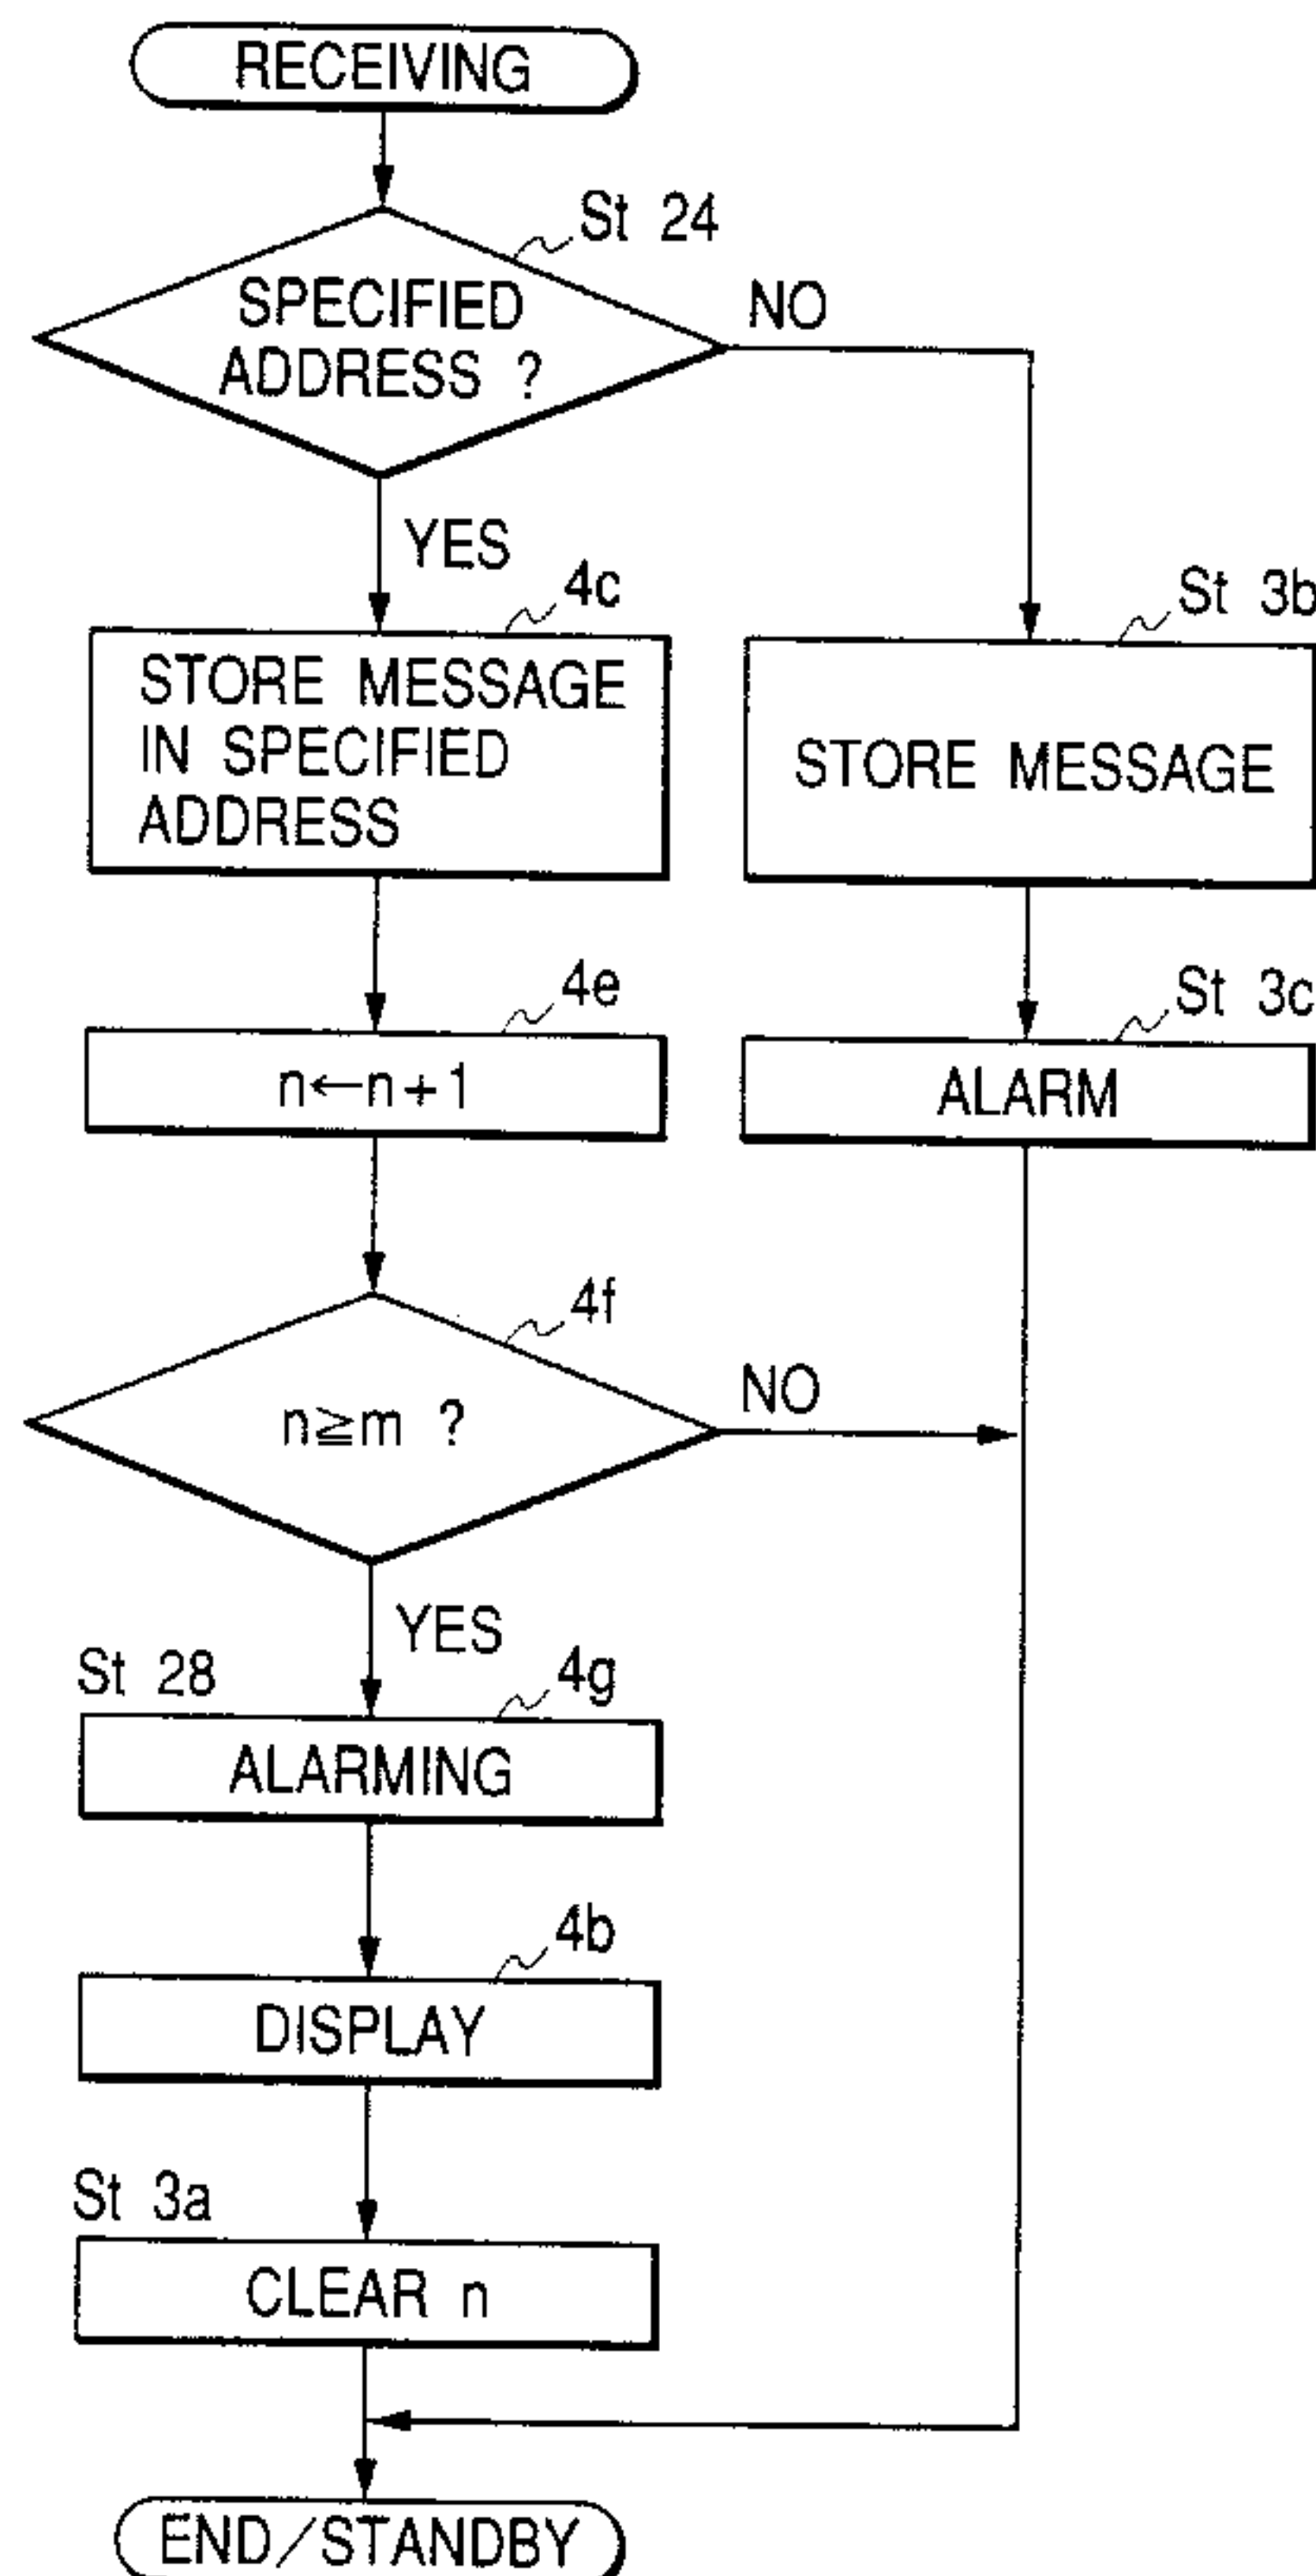 RECEIVING
St 24
SPECIFIED
ADDRESS ?
NO
YES
4c
STORE MESSAGE
IN SPECIFIED
ADDRESS
St 3b
STORE MESSAGE
4e
n←n+1
St 3c
ALARM
4f
n≧m ?
NO
YES
St 28
4g
ALARMING
4b
DISPLAY
St 3a
CLEAR n
END/STANDBY